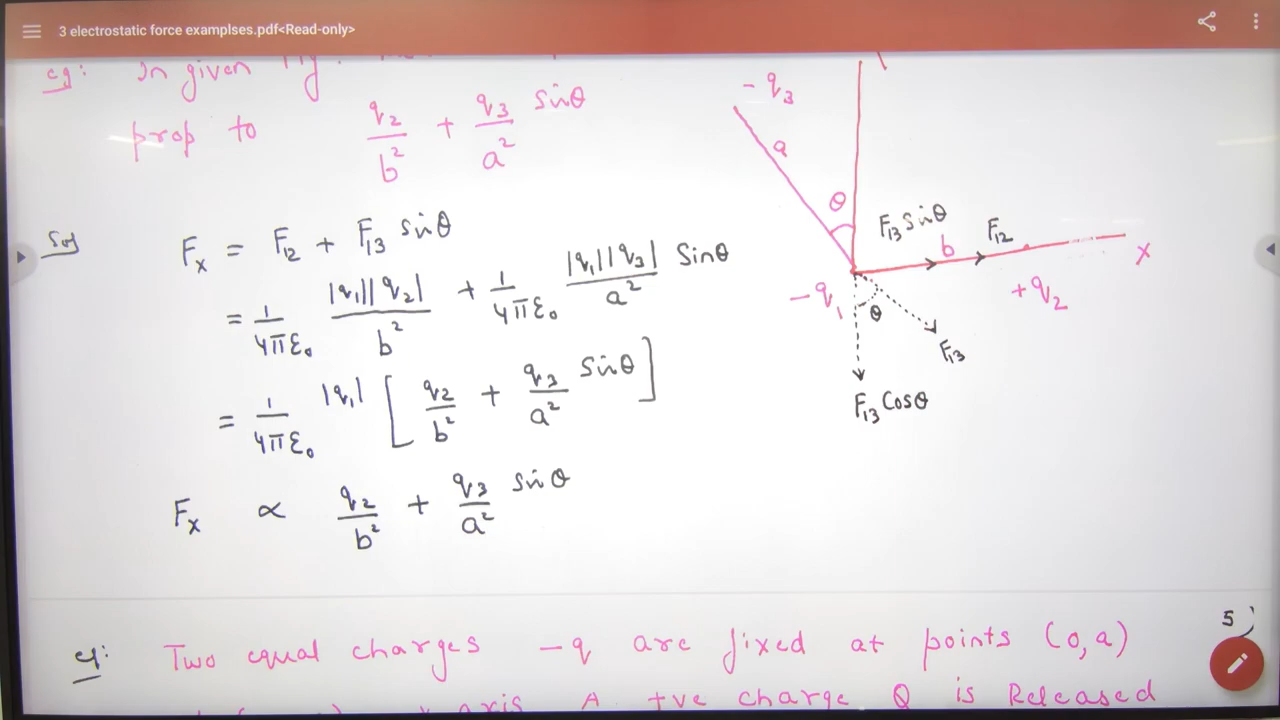 3 electrostatic force examplses.pdf<Read-only>
eg: In given
prop to q₂/b² + q₃/a² sinθ
Sol
Fₓ = F₁₂ + F₁₃ sinθ
= 1/4πε₀ |q₁||q₂|/b² + 1/4πε₀ |q₁||q₃|/a² Sinθ
= 1/4πε₀ |q₁| [ q₂/b² + q₃/a² Sinθ ]
Fₓ ∝ q₂/b² + q₃/a² sinθ
-q₃
a
θ
F₁₃ Sinθ
b
F₁₂
x
-q₁
+q₂
θ
F₁₃
F₁₃ Cosθ
5)
eg: Two equal charges -q are fixed at points (0,a)
axis A +ve charge Q is Released